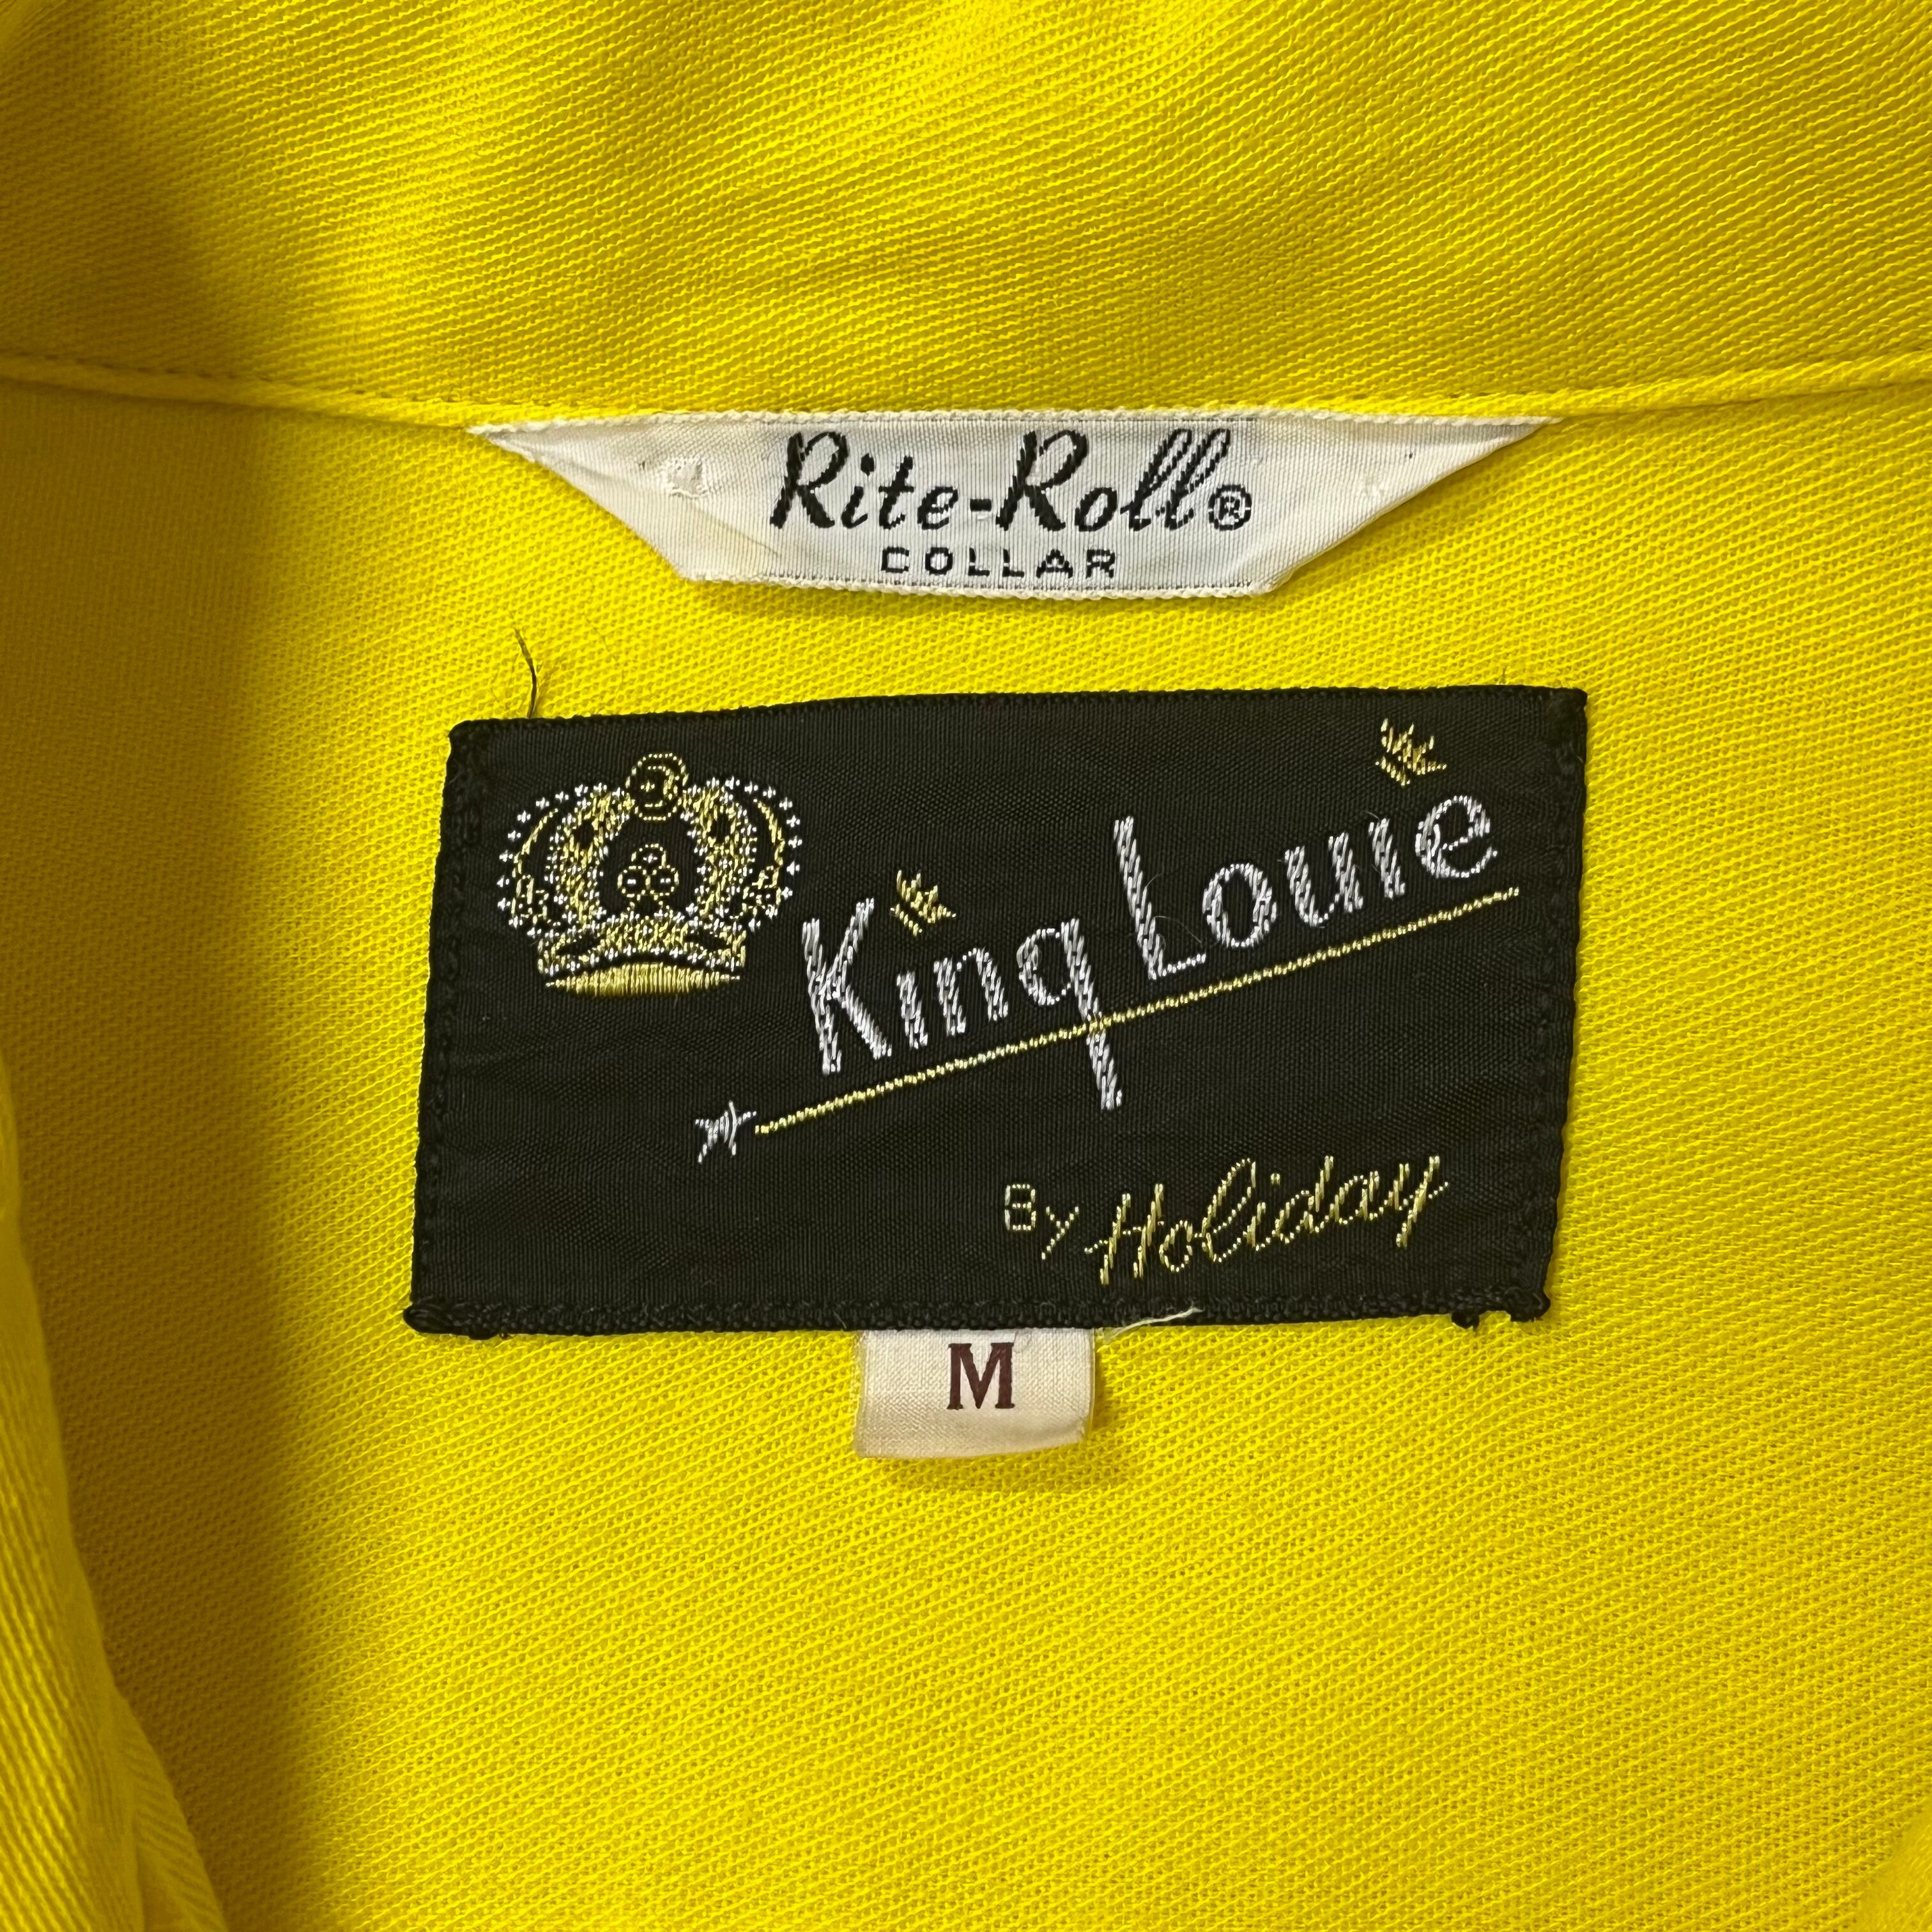 Rite-Roll®
COLLAR
King Louie
By Holiday
M